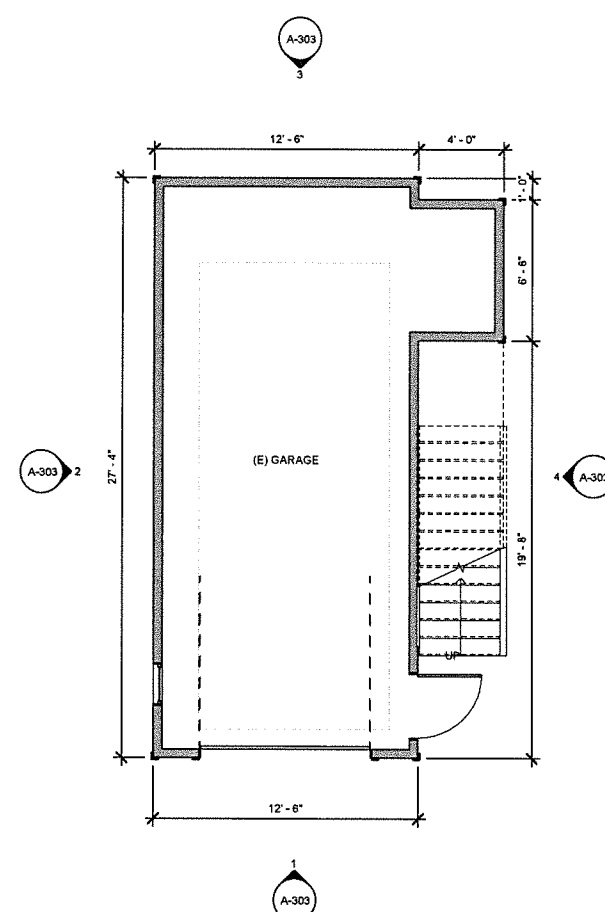 A-303
3
12' - 6"
4' - 0"
1' - 0"
6' - 6"
27' - 4"
(E) GARAGE
A-303 2
4 A-303
19' - 8"
UP
12' - 6"
1
A-303